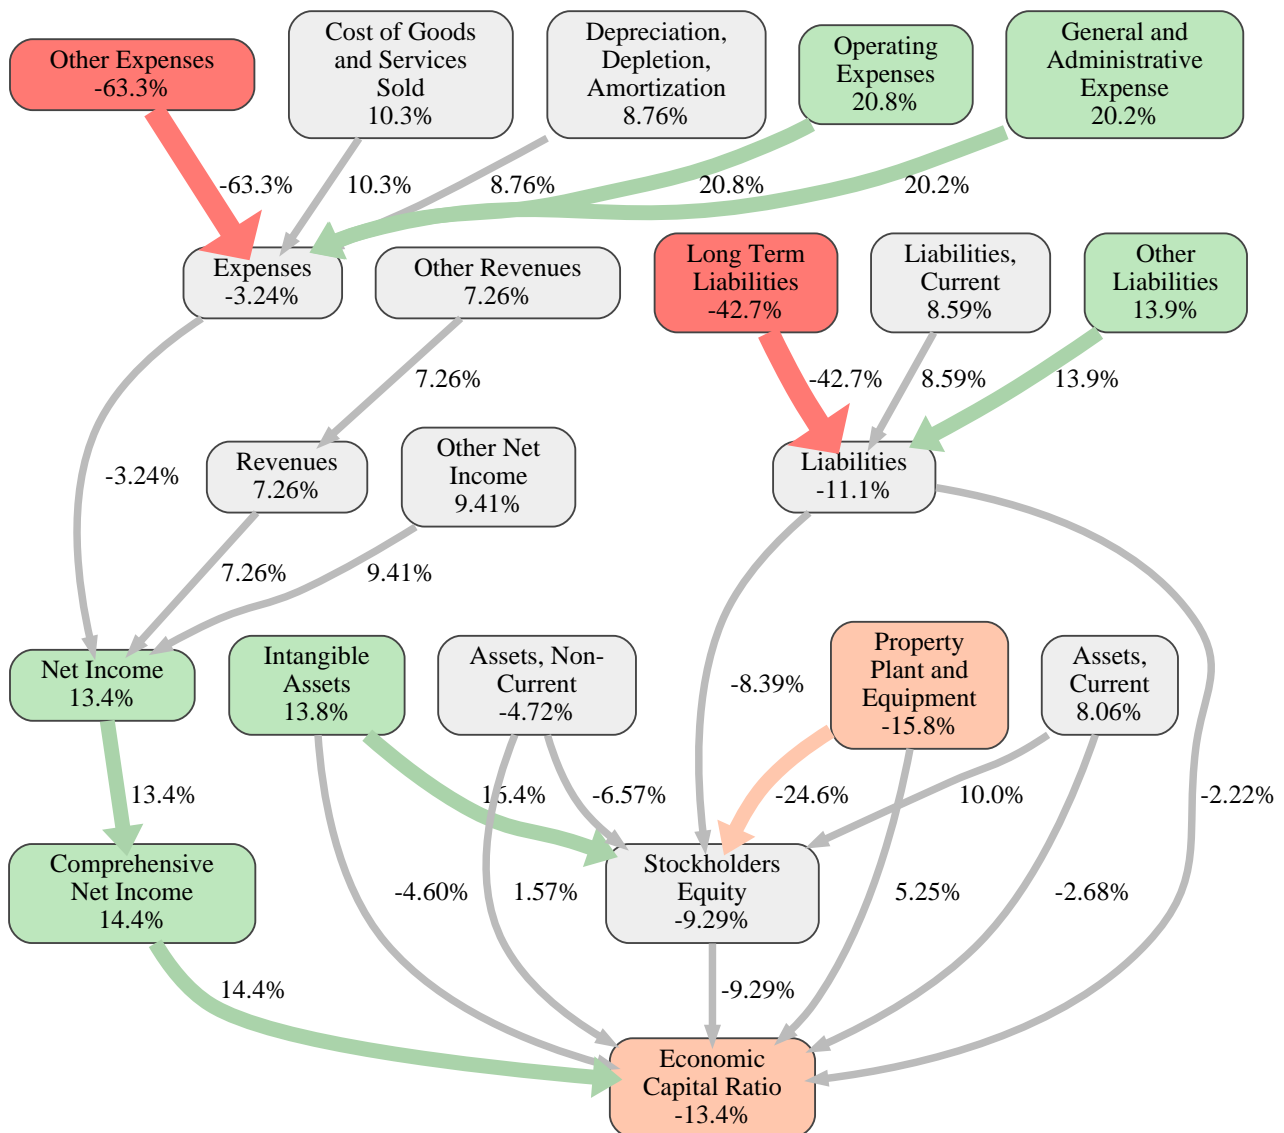 Other Expenses
-63.3%
Cost of Goods
and Services
Sold
10.3%
Depreciation,
Depletion,
Amortization
8.76%
Operating
Expenses
20.8%
General and
Administrative
Expense
20.2%
-63.3%
10.3%
8.76%
20.8%
20.2%
Expenses
-3.24%
Other Revenues
7.26%
Long Term
Liabilities
-42.7%
Liabilities,
Current
8.59%
Other
Liabilities
13.9%
7.26%
-42.7%
8.59%
13.9%
-3.24%
Revenues
7.26%
Other Net
Income
9.41%
Liabilities
-11.1%
7.26%
9.41%
Net Income
13.4%
Intangible
Assets
13.8%
Assets, Non-
Current
-4.72%
-8.39%
Property
Plant and
Equipment
-15.8%
Assets,
Current
8.06%
13.4%
15.4%
-6.57%
-24.6%
10.0%
-2.22%
Comprehensive
Net Income
14.4%
-4.60%
1.57%
Stockholders
Equity
-9.29%
5.25%
-2.68%
14.4%
-9.29%
Economic
Capital Ratio
-13.4%